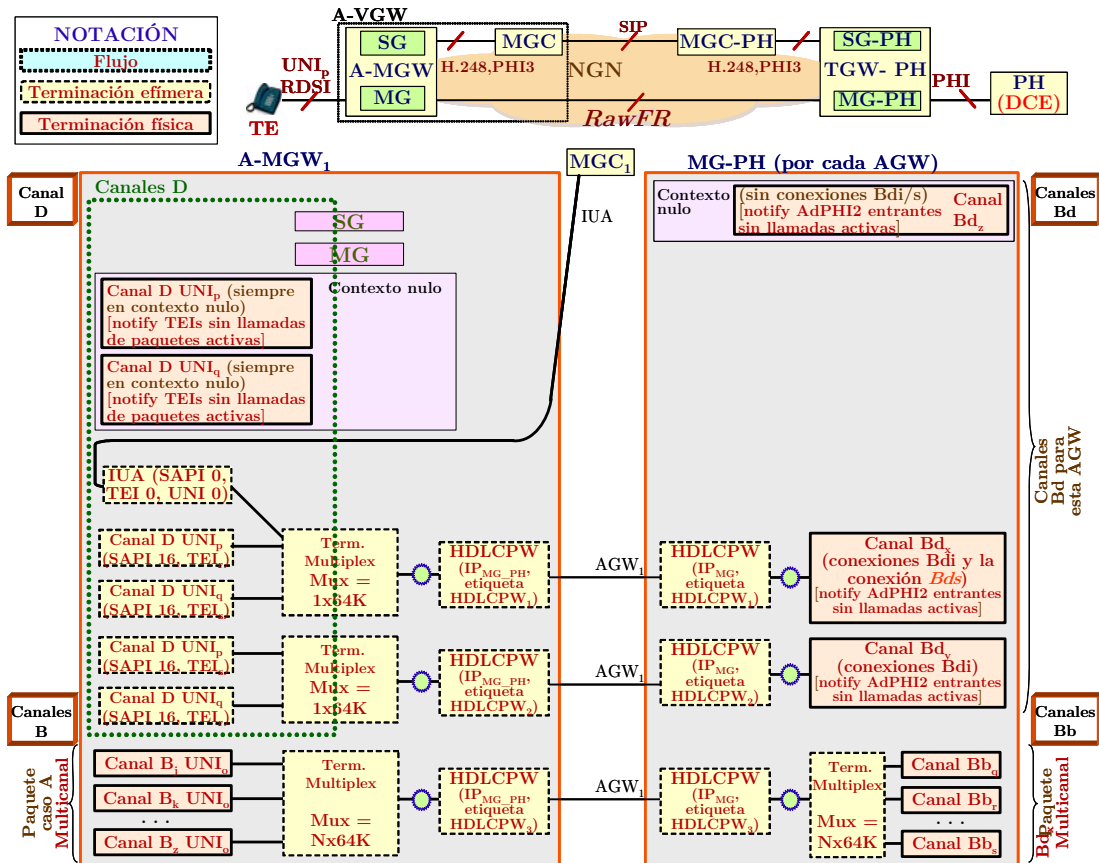 NOTACIÓN
Flujo
Terminación efímera
Terminación física
A-VGW
SG
MGC
SIP
MGC-PH
SG-PH
UNIp
RDSI
A-MGW
H.248,PHI3
NGN
H.248,PHI3
TGW- PH
PHI
PH
(DCE)
MG
RawFR
MG-PH
TE
A-MGW1
MGC1
MG-PH (por cada AGW)
Canal
D
Canales D
IUA
SG
MG
Contexto
nulo
(sin conexiones Bdi/s)
[notify AdPHI2 entrantes
sin llamadas activas]
Canal
Bdz
Canales
Bd
Contexto nulo
Canal D UNIp (siempre
en contexto nulo)
[notify TEIs sin llamadas
de paquetes activas]
Canal D UNIq (siempre
en contexto nulo)
[notify TEIs sin llamadas
de paquetes activas]
Canales
Bd para
esta AGW
IUA (SAPI 0,
TEI 0, UNI 0)
Canal D UNIp
(SAPI 16, TEI
Canal D UNIq
(SAPI 16, TEI
Term.
Multiplex
Mux =
1x64K
HDLCPW
(IPMG_PH,
etiqueta
HDLCPW1)
AGW1
HDLCPW
(IPMG,
etiqueta
HDLCPW1)
Canal Bdx
(conexiones Bdi y la
conexión Bds)
[notify AdPHI2 entrantes
sin llamadas activas]
Canal D UNIp
(SAPI 16, TEI
Canal D UNIq
(SAPI 16, TEI
Term.
Multiplex
Mux =
1x64K
HDLCPW
(IPMG_PH,
etiqueta
HDLCPW2)
AGW1
HDLCPW
(IPMG,
etiqueta
HDLCPW2)
Canal Bdy
(conexiones Bdi)
[notify AdPHI2 entrantes
sin llamadas activas]
Canales
B
Canales
Bb
Paquete
caso A
Multicanal
Canal Bj UNIo
Canal Bk UNIo
. . .
Canal Bz UNIo
Term.
Multiplex
Mux =
Nx64K
HDLCPW
(IPMG_PH,
etiqueta
HDLCPW3)
AGW1
HDLCPW
(IPMG,
etiqueta
HDLCPW3)
Term.
Multiplex
Mux =
Nx64K
Canal Bbq
Canal Bbr
. . .
Canal Bbs
Paquete
Multicanal